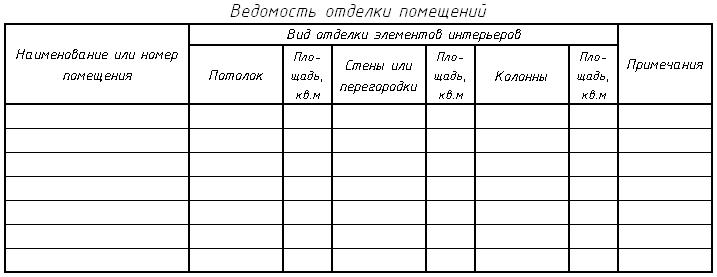 Ведомость отделки помещений
Наименование или номер
помещения
Вид отделки элементов интерьеров
Потолок
Пло-
щадь,
кв.м
Стены или
перегородки
Пло-
щадь,
кв.м
Колонны
Пло-
щадь,
кв.м
Примечания